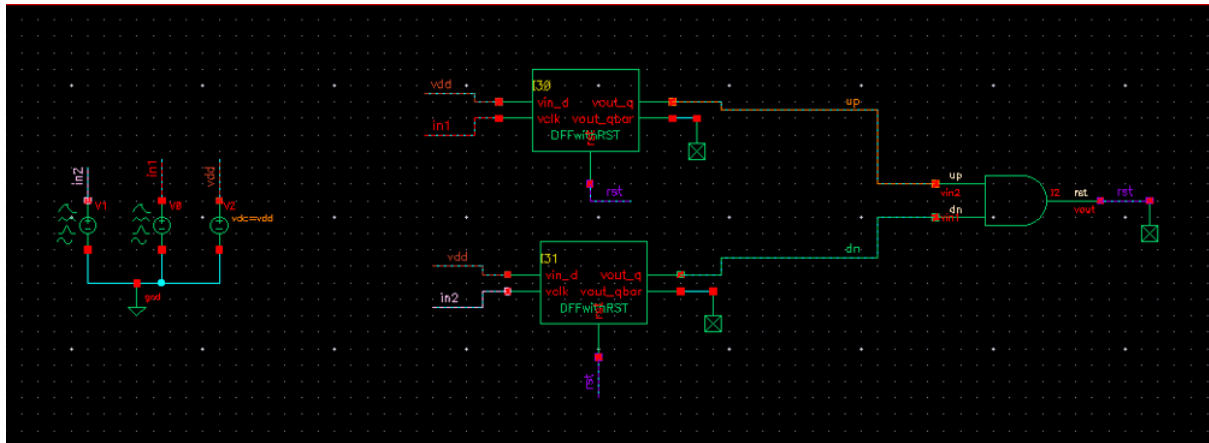 vdd
I30
vin_d vout_q
in1
vclk vout_qbar
DFFwithRST
rst
up
in2
in1
vdd
V1
V0
V2
vdc=vdd
gnd
up
vin2
dn
vin1
I2
rst
vout
rst
vdd
I31
vin_d vout_q
in2
vclk vout_qbar
DFFwithRST
dn
rst